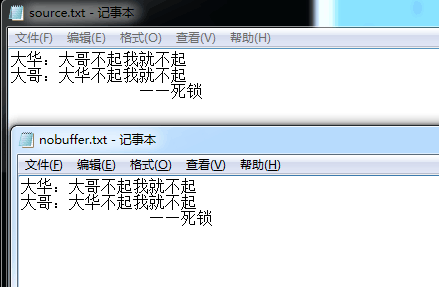 source.txt - 记事本
文件(F) 编辑(E) 格式(O) 查看(V) 帮助(H)
大华：大哥不起我就不起
大哥：大华不起我就不起
——死锁
nobuffer.txt - 记事本
文件(F) 编辑(E) 格式(O) 查看(V) 帮助(H)
大华：大哥不起我就不起
大哥：大华不起我就不起
——死锁